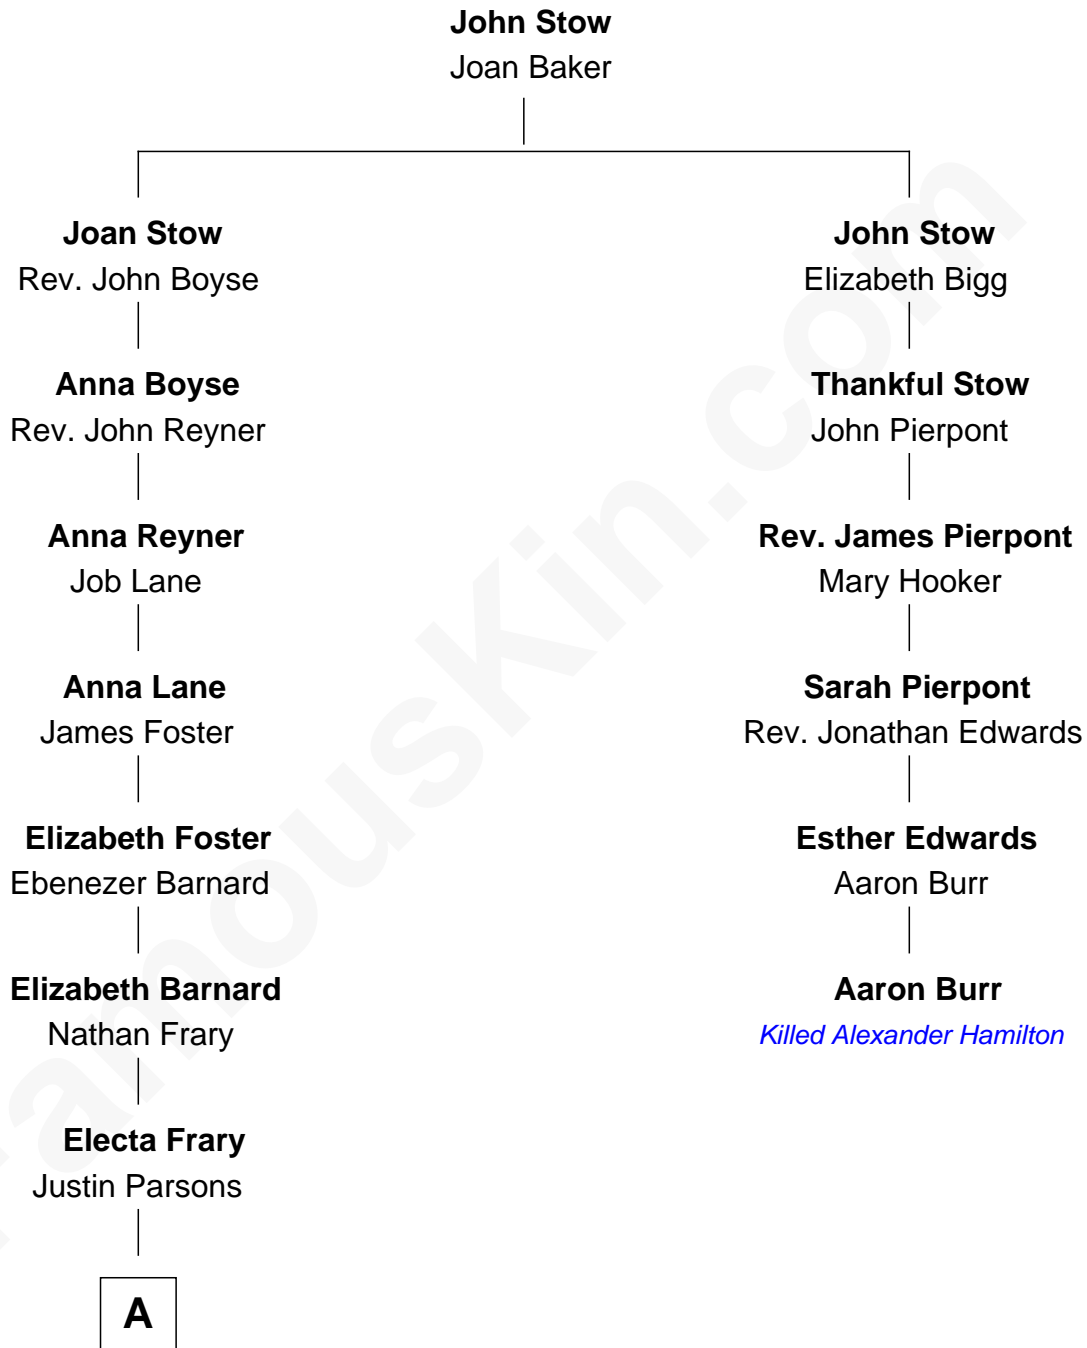 John Stow
Joan Baker
Joan Stow
Rev. John Boyse
John Stow
Elizabeth Bigg
Anna Boyse
Rev. John Reyner
Thankful Stow
John Pierpont
Anna Reyner
Job Lane
Rev. James Pierpont
Mary Hooker
Anna Lane
James Foster
Sarah Pierpont
Rev. Jonathan Edwards
Elizabeth Foster
Ebenezer Barnard
Esther Edwards
Aaron Burr
Elizabeth Barnard
Nathan Frary
Aaron Burr
Killed Alexander Hamilton
Electa Frary
Justin Parsons
A
FamousKin.com